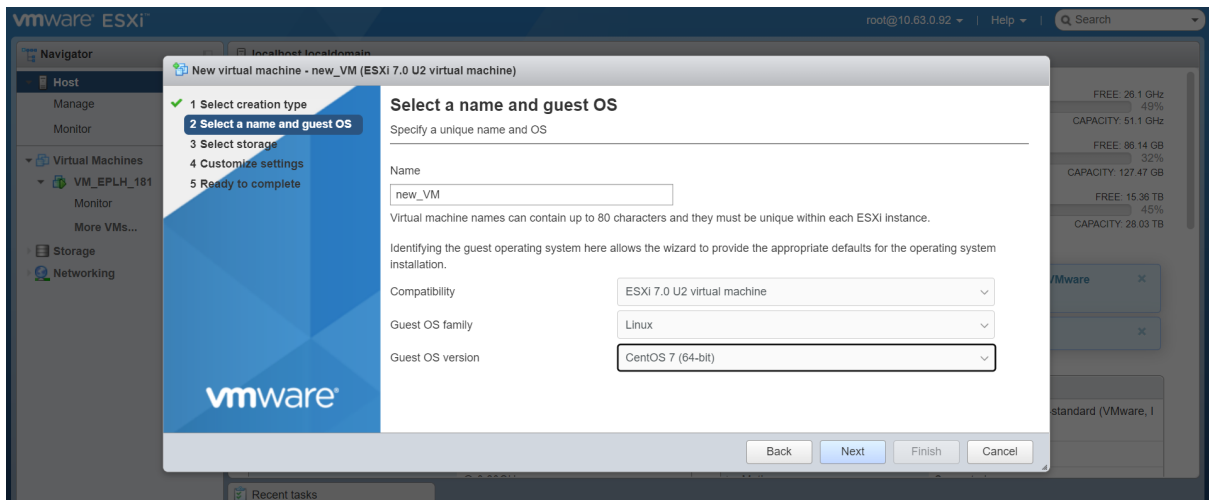 vmware ESXi™
root@10.63.0.92 | Help | Search
Navigator
localhost.localdomain
Host
Manage
Monitor
Virtual Machines
VM_EPLH_181
Monitor
More VMs...
Storage
Networking
New virtual machine - new_VM (ESXi 7.0 U2 virtual machine)
1 Select creation type
2 Select a name and guest OS
3 Select storage
4 Customize settings
5 Ready to complete
vmware®
Select a name and guest OS
Specify a unique name and OS
Name
new_VM
Virtual machine names can contain up to 80 characters and they must be unique within each ESXi instance.
Identifying the guest operating system here allows the wizard to provide the appropriate defaults for the operating system
installation.
Compatibility
ESXi 7.0 U2 virtual machine
Guest OS family
Linux
Guest OS version
CentOS 7 (64-bit)
Back
Next
Finish
Cancel
FREE: 26.1 GHz
49%
CAPACITY: 51.1 GHz
FREE: 86.14 GB
32%
CAPACITY: 127.47 GB
FREE: 15.36 TB
45%
CAPACITY: 28.03 TB
VMware
-standard (VMware, I
Recent tasks